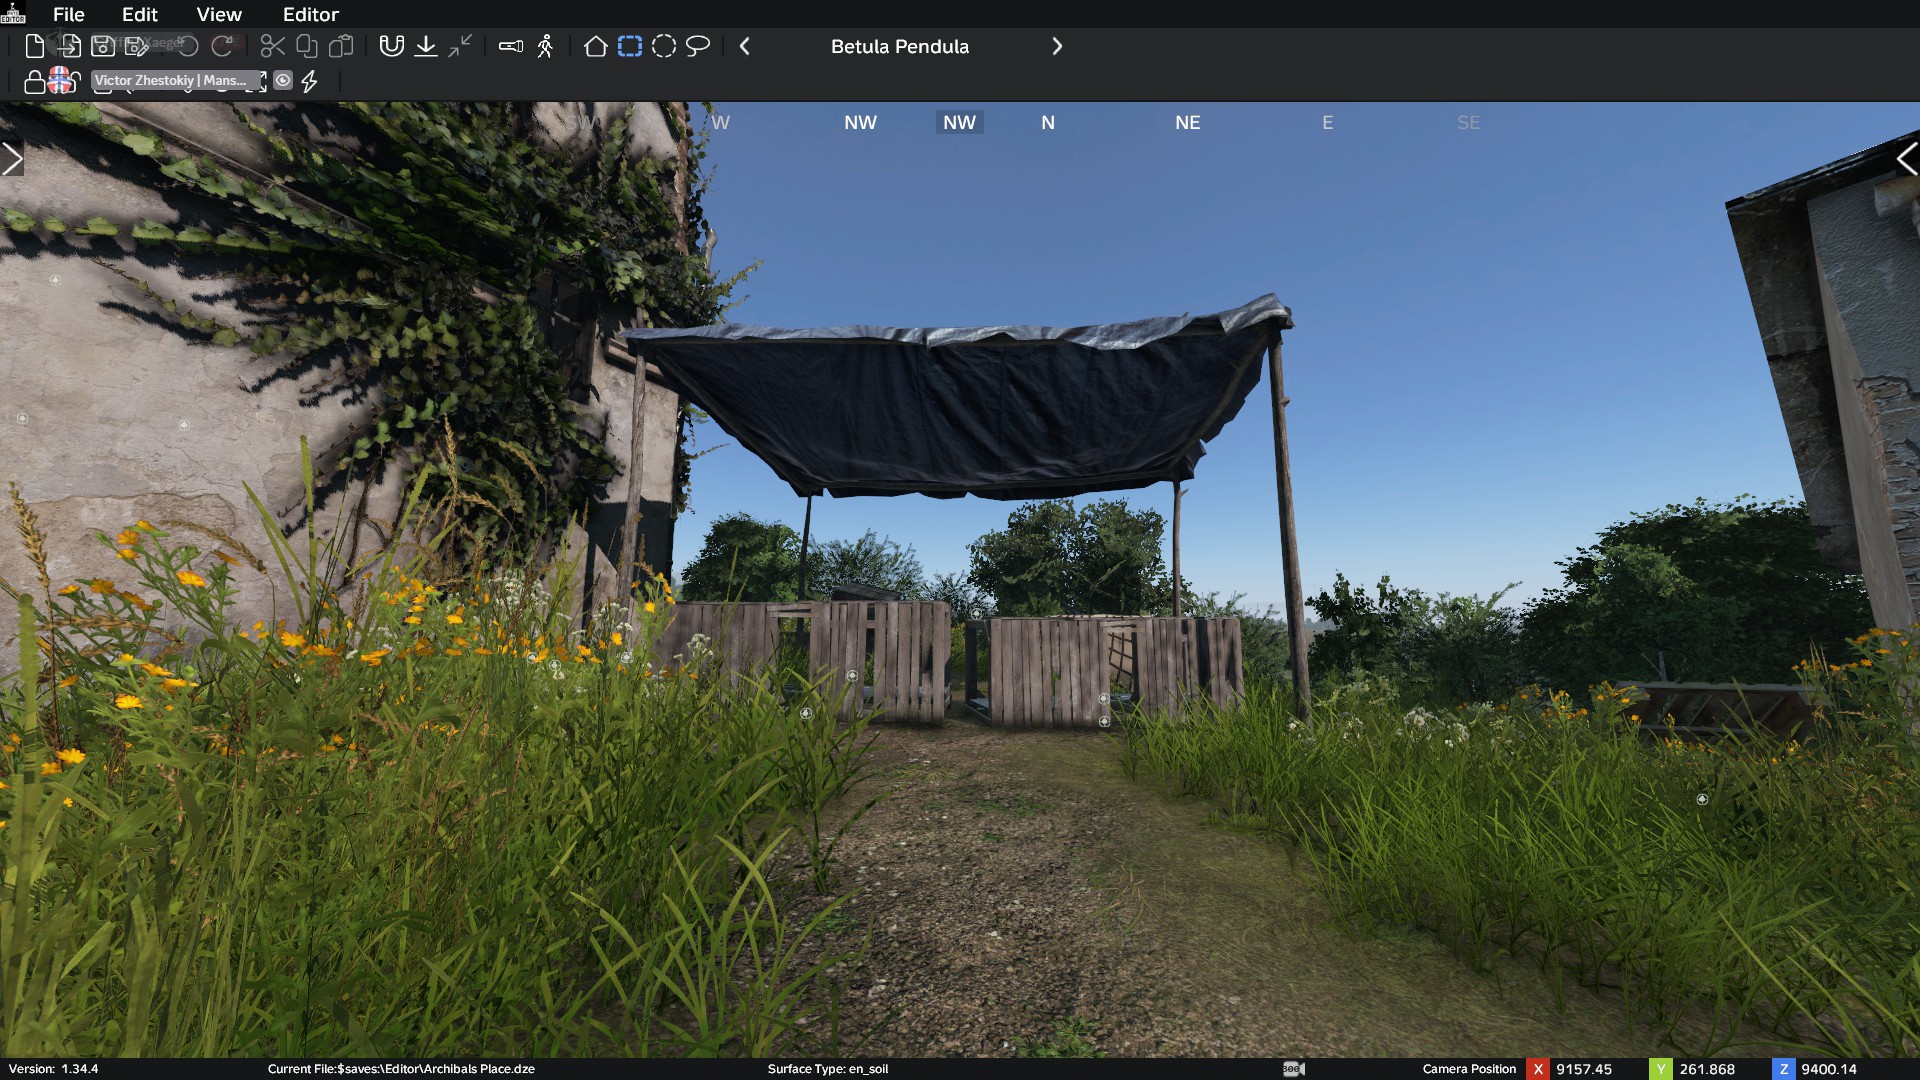 File Edit View Editor
Betula Pendula
Victor Zhestokiy | Mans...
SW W NW NW N NE E SE
Version: 1.34.4 Current File:$saves:\Editor\Archibals Place.dze Surface Type: en_soil Camera Position X 9157.45 Y 261.868 Z 9400.14